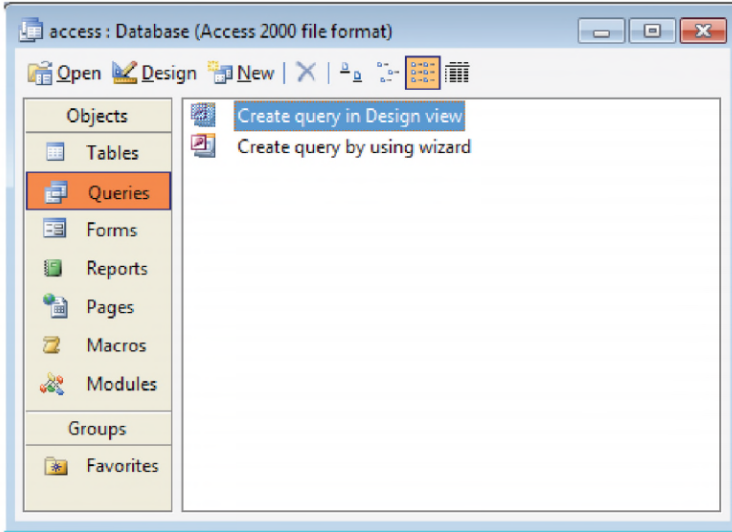 access : Database (Access 2000 file format)
Open Design New
Objects
Tables
Queries
Forms
Reports
Pages
Macros
Modules
Groups
Favorites
Create query in Design view
Create query by using wizard